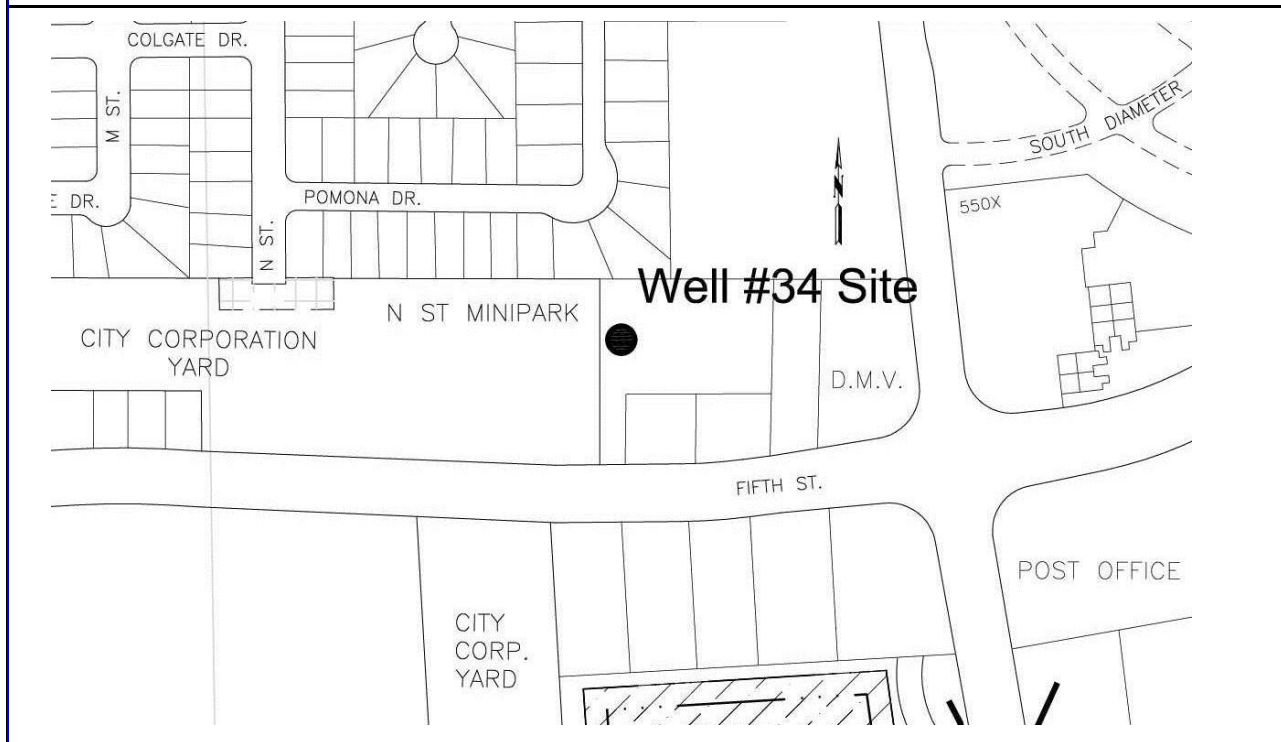 COLGATE DR.
M ST.
SOUTH DIAMETER
E DR.
POMONA DR.
N
550X
N ST.
Well #34 Site
N ST MINIPARK
CITY CORPORATION
YARD
D.M.V.
FIFTH ST.
POST OFFICE
CITY
CORP.
YARD